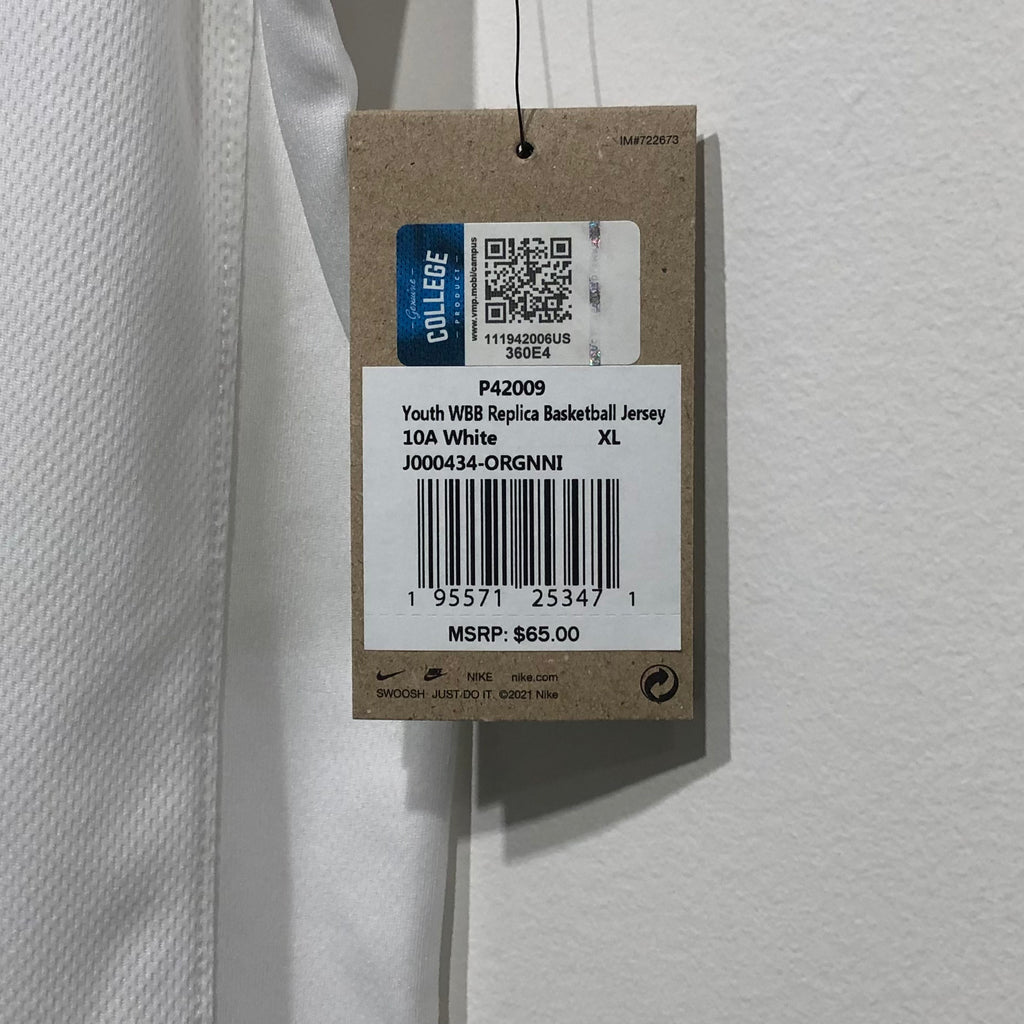 IM#722673
Genuine
COLLEGE
PRODUCT
www.vmp.mobi/campus
111942006US
360E4
P42009
Youth WBB Replica Basketball Jersey
10A White XL
J000434-ORGNNI
1 95571 25347 1
MSRP: $65.00
NIKE nike.com
SWOOSH JUST DO IT. ©2021 Nike